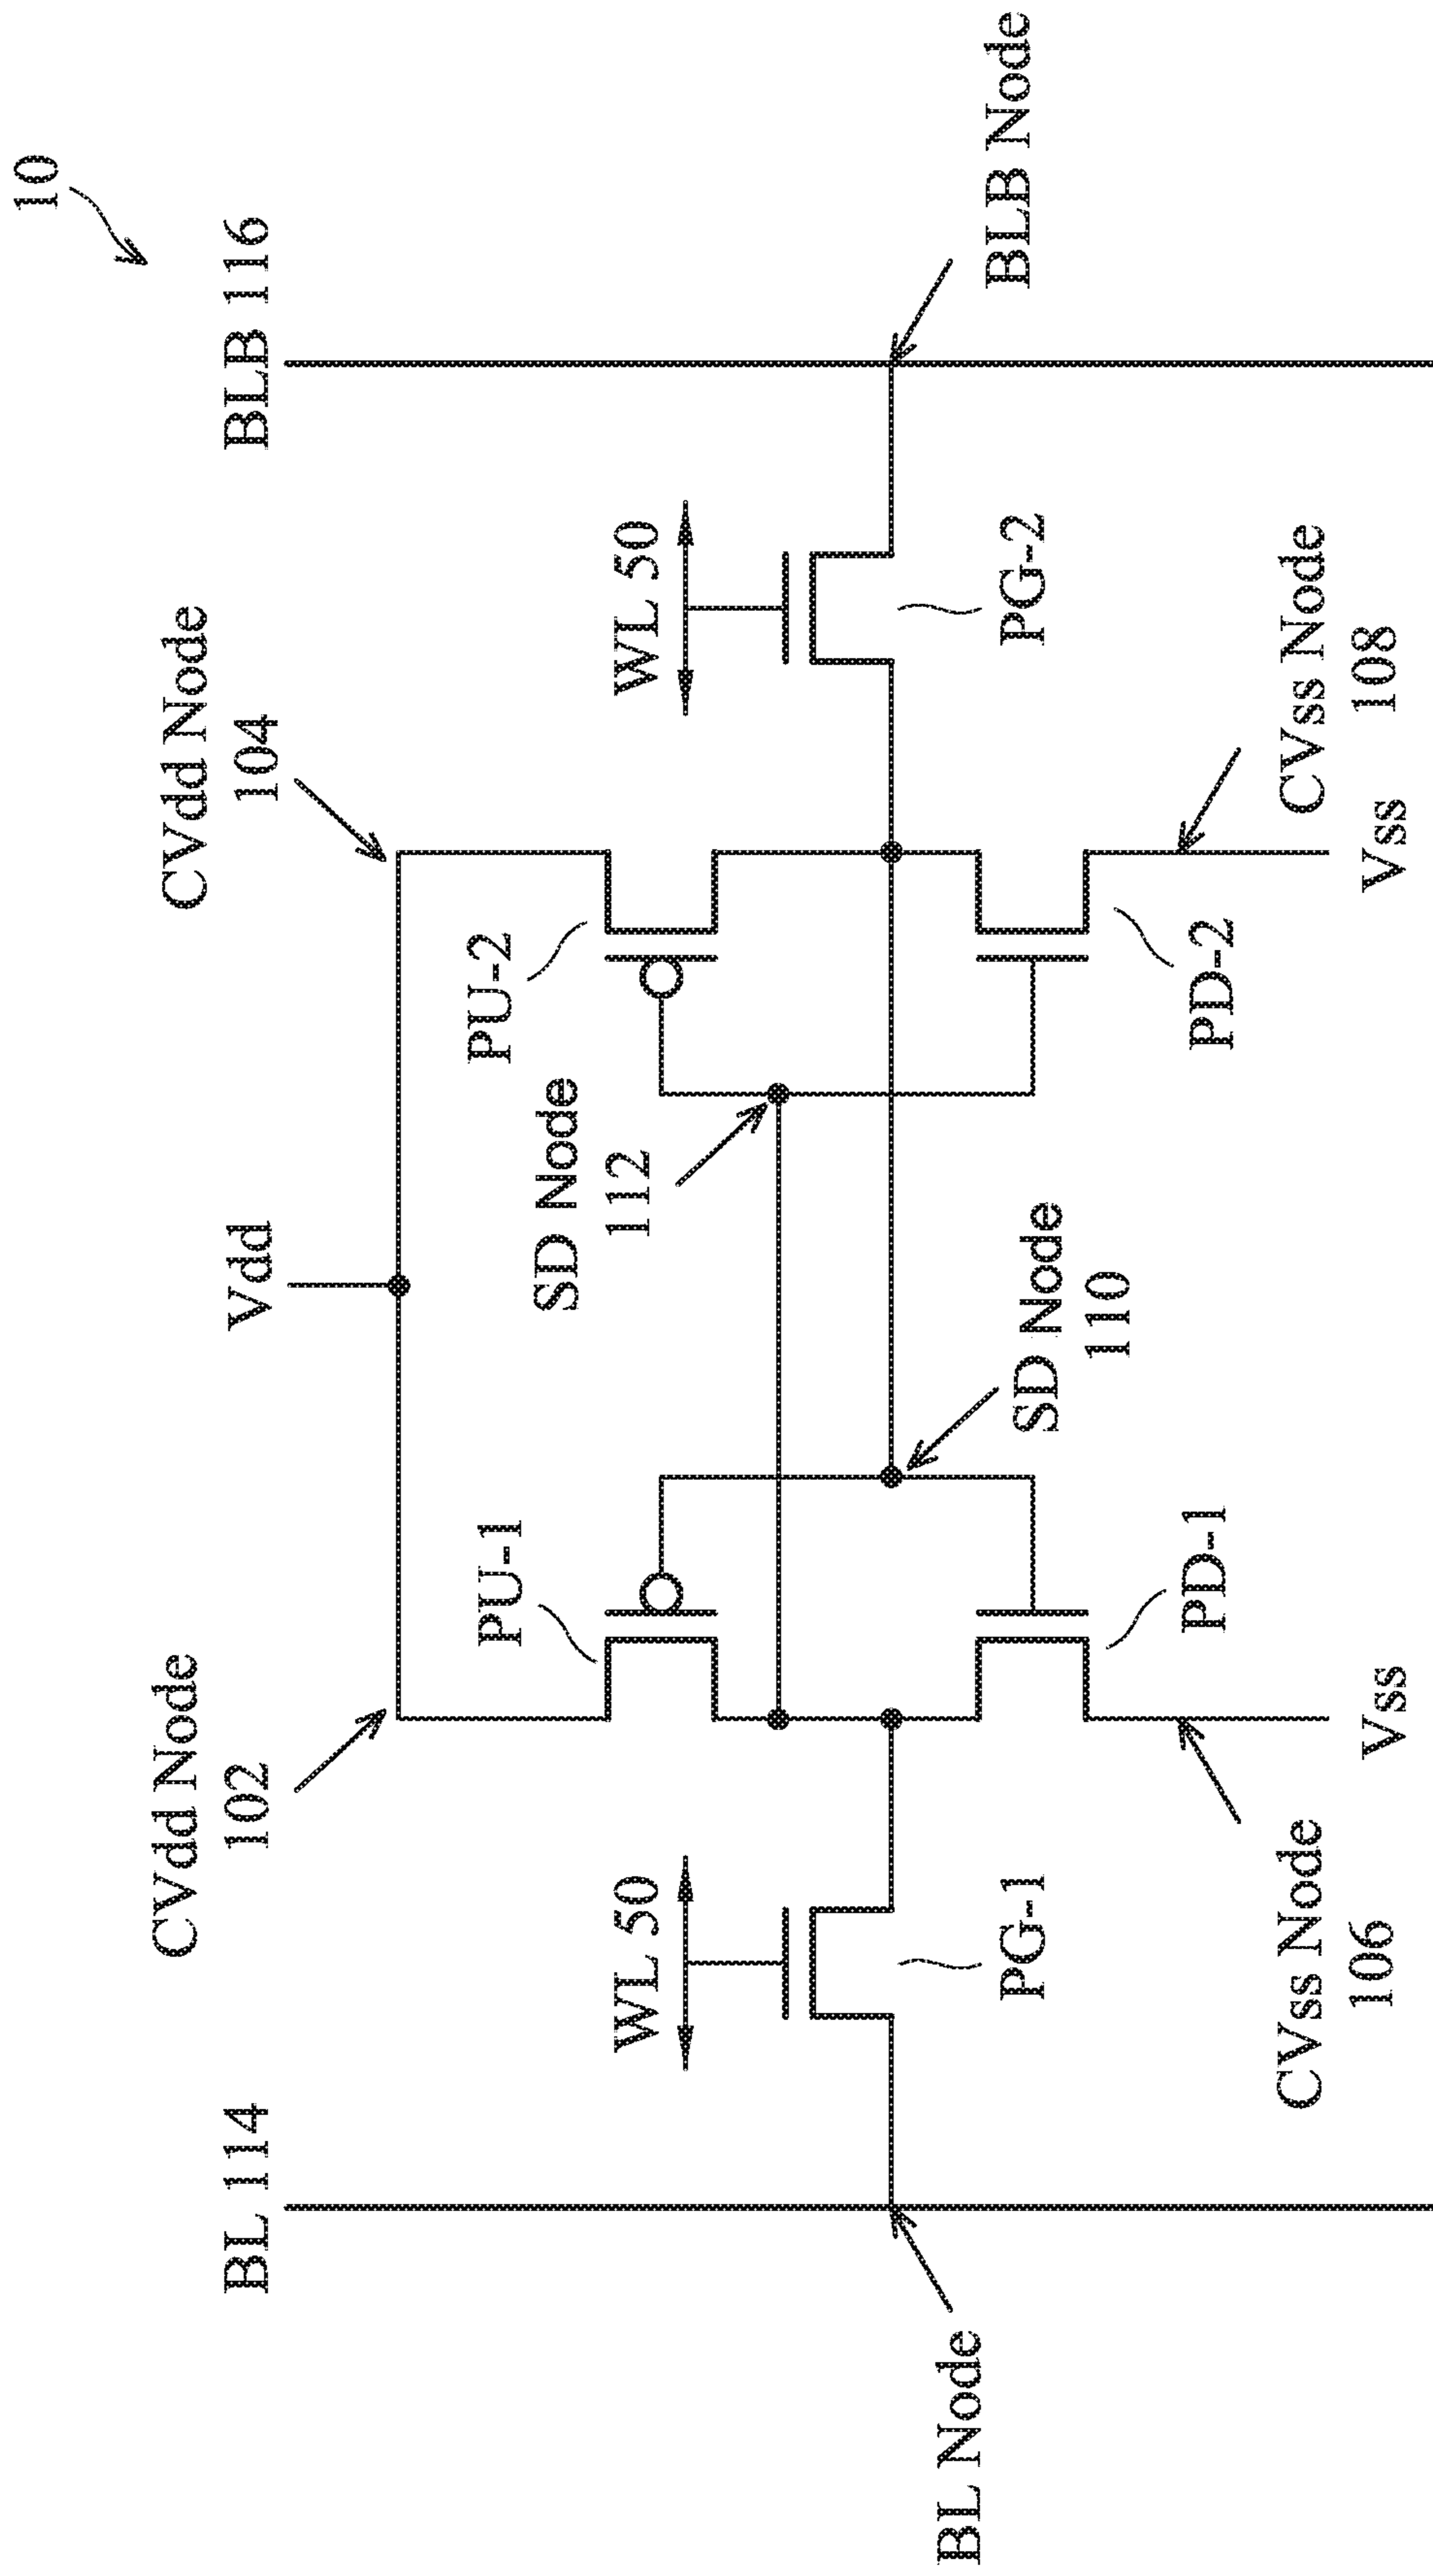 10
BL 114
BLB 116
CVdd Node
102
Vdd
CVdd Node
104
WL 50
PU-1
SD Node
112
PU-2
WL 50
BL Node
PG-1
SD Node
110
PG-2
BLB Node
PD-1
PD-2
CVss Node
106
Vss
Vss
CVss Node
108